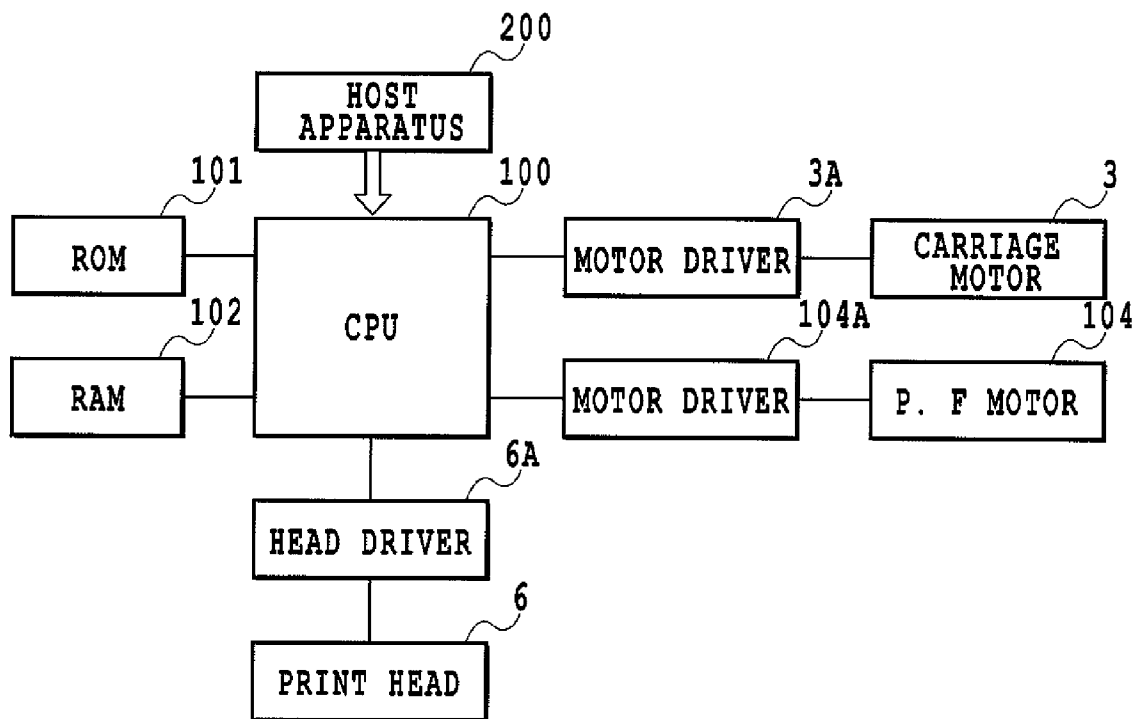 200
HOST
APPARATUS
101
100
3A
3
ROM
MOTOR DRIVER
CARRIAGE
MOTOR
102
CPU
104A
104
RAM
MOTOR DRIVER
P. F MOTOR
6A
HEAD DRIVER
6
PRINT HEAD